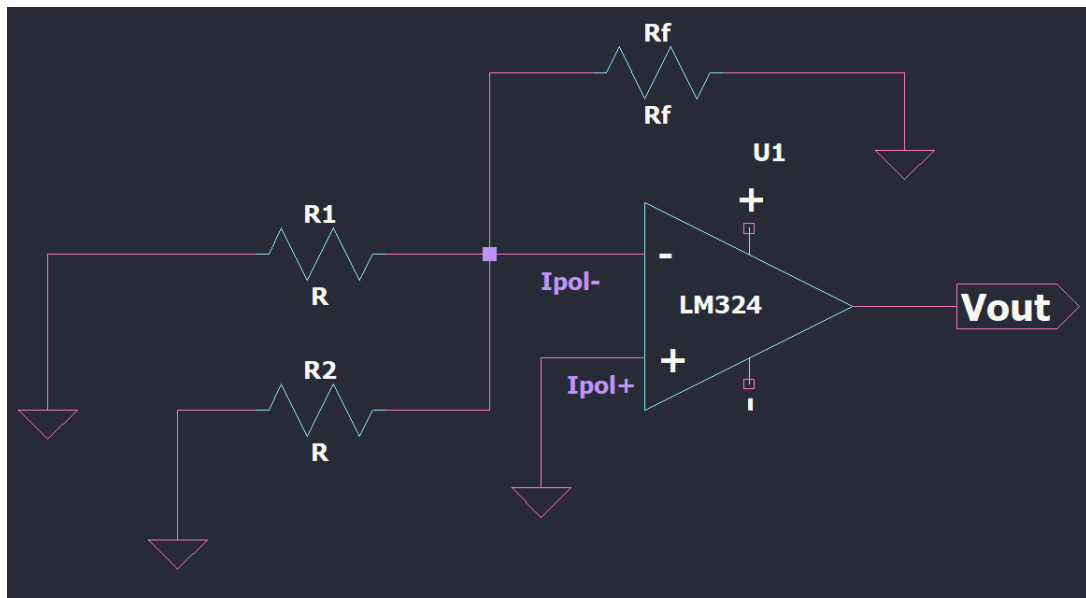 Rf
Rf
U1
+
R1
R
-
Ipol-
LM324
Vout
+
Ipol+
R2
R
-